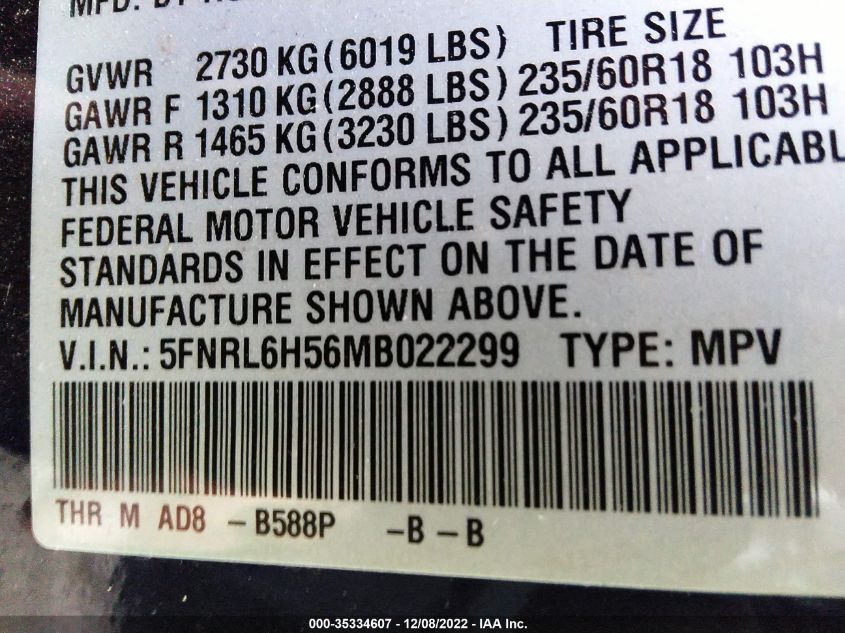 MFD. BY
GVWR 2730 KG (6019 LBS) TIRE SIZE
GAWR F 1310 KG (2888 LBS) 235/60R18 103H
GAWR R 1465 KG (3230 LBS) 235/60R18 103H
THIS VEHICLE CONFORMS TO ALL
FEDERAL MOTOR VEHICLE SAFETY
STANDARDS IN EFFECT ON THE DATE OF
MANUFACTURE SHOWN ABOVE.
V.I.N.: 5FNRL6H56MB022299 TYPE: MPV
THR M AD8 - B588P - B - B
000-35334607 - 12/08/2022 - IAA Inc.